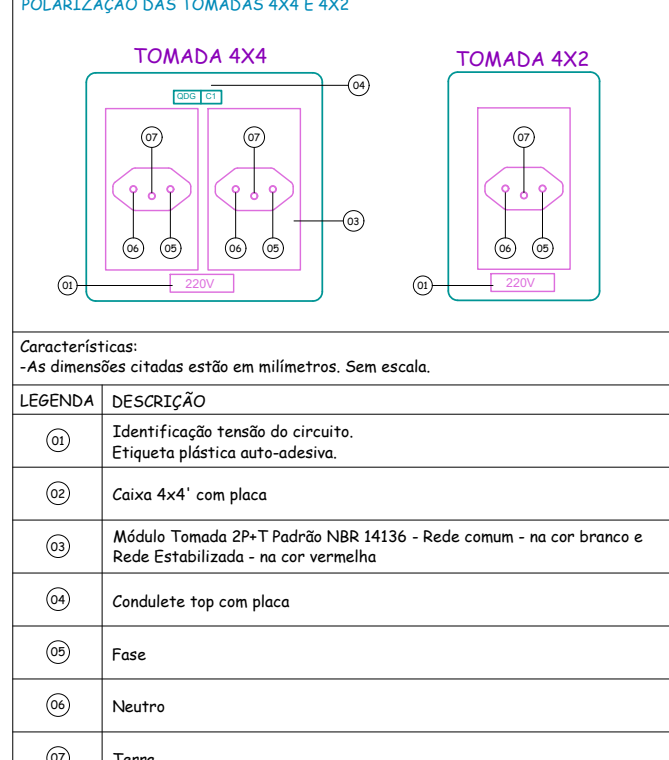 POLARIZAÇÃO DAS TOMADAS 4X4 E 4X2
TOMADA 4X4
TOMADA 4X2
04
QDG C1
07
07
07
03
06
05
06
05
06
05
01
220V
01
220V
Características:
-As dimensões citadas estão em milímetros. Sem escala.
LEGENDA DESCRIÇÃO
01
Identificação tensão do circuito.
Etiqueta plástica auto-adesiva.
02 Caixa 4x4' com placa
03
Módulo Tomada 2P+T Padrão NBR 14136 - Rede comum - na cor branco e
Rede Estabilizada - na cor vermelha
04 Condulete top com placa
05 Fase
06 Neutro
07 Terra